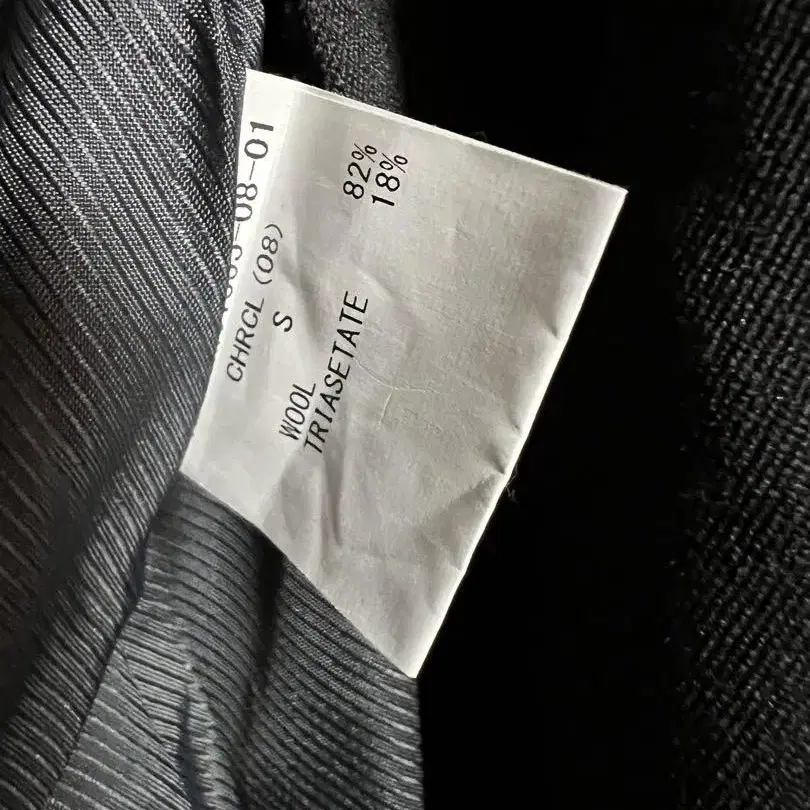 -08-01
CHRCL (08)
S
WOOL 82%
TRIASETATE 18%